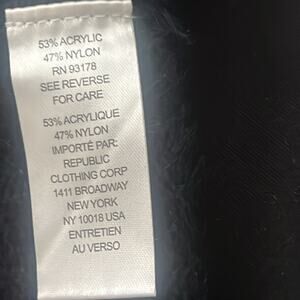 53% ACRYLIC
47% NYLON
RN 93178
SEE REVERSE
FOR CARE
53% ACRYLIQUE
47% NYLON
IMPORTÉ PAR:
REPUBLIC
CLOTHING CORP
1411 BROADWAY
NEW YORK
NY 10018 USA
ENTRETIEN
AU VERSO